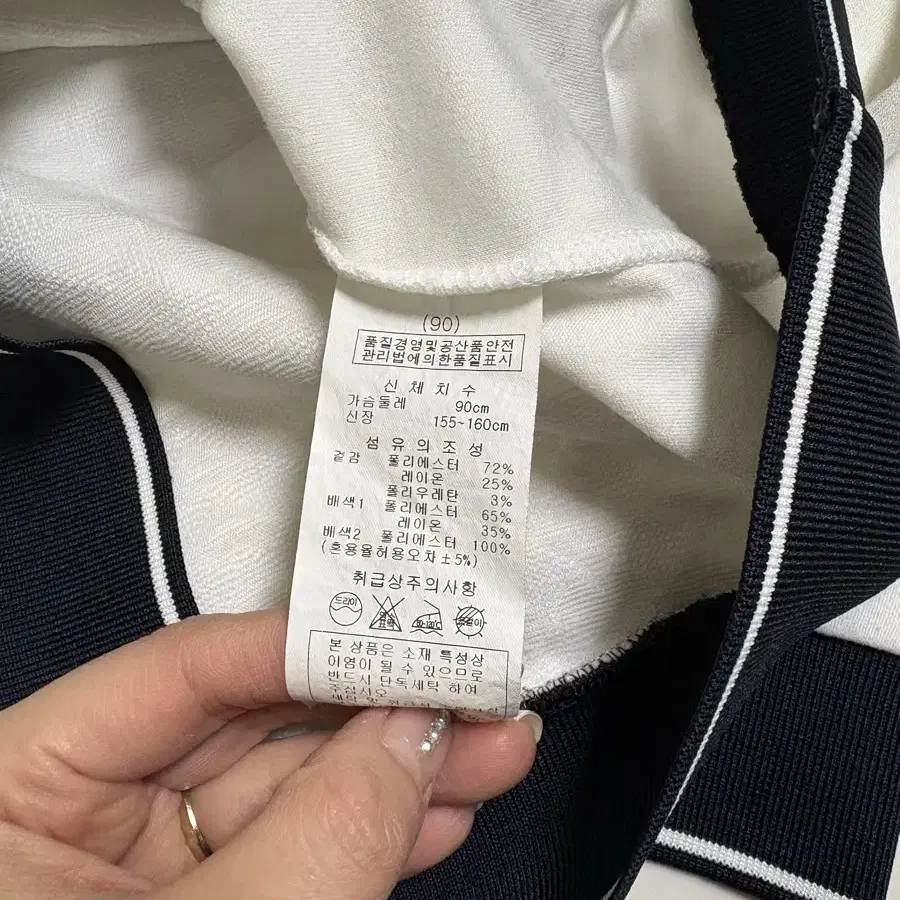 (90)
품질경영및공산품안전
관리법에의한품질표시
신 체 치 수
가슴둘레 90cm
신장 155~160cm
섬 유 의 조 성
겉감 폴리에스터 72%
레이온 25%
폴리우레탄 3%
배색1 폴리에스터 65%
레이온 35%
배색2 폴리에스터 100%
(혼용율허용오차±5%)
취급상주의사항
드라이
본 상품은 소재 특성상
이염이 될 수 있으므로
반드시 단독세탁 하여
주십시오